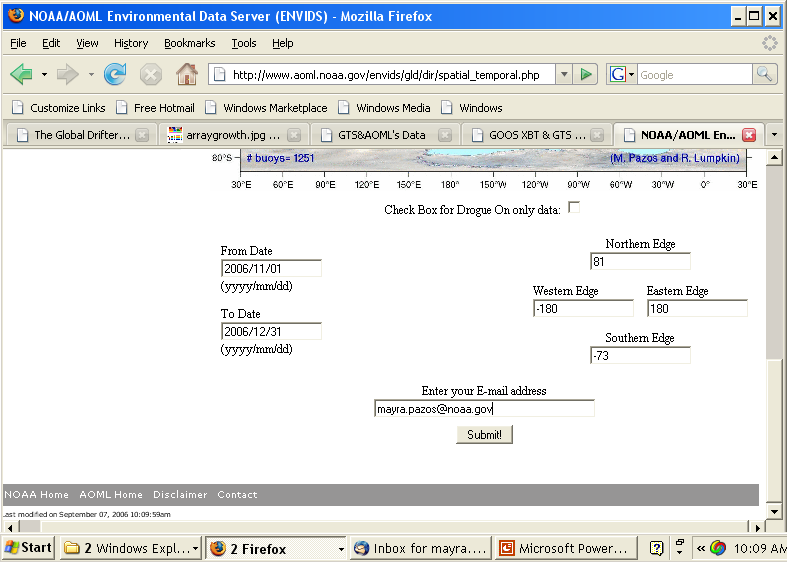 NOAA/AOML Environmental Data Server (ENVIDS) - Mozilla Firefox
File Edit View History Bookmarks Tools Help
http://www.aoml.noaa.gov/envids/gld/dir/spatial_temporal.php G Google
Customize Links Free Hotmail Windows Marketplace Windows Media Windows
The Global Drifter... arraygrowth.jpg ... GTS&AOML's Data GOOS XBT & GTS ... NOAA/AOML En...
80°S # buoys= 1251 (M. Pazos and R. Lumpkin)
30°E 60°E 90°E 120°E 150°E 180° 150°W 120°W 90°W 60°W 30°W 0° 30°E
Check Box for Drogue On only data:
From Date
2006/11/01
(yyyy/mm/dd)
To Date
2006/12/31
(yyyy/mm/dd)
Northern Edge
81
Western Edge Eastern Edge
-180 180
Southern Edge
-73
Enter your E-mail address
mayra.pazos@noaa.gov
Submit!
NOAA Home AOML Home Disclaimer Contact
Last modified on September 07, 2006 10:09:59am
Start 2 Windows Expl... 2 Firefox Inbox for mayra.... Microsoft Power... ? « 10:09 AM